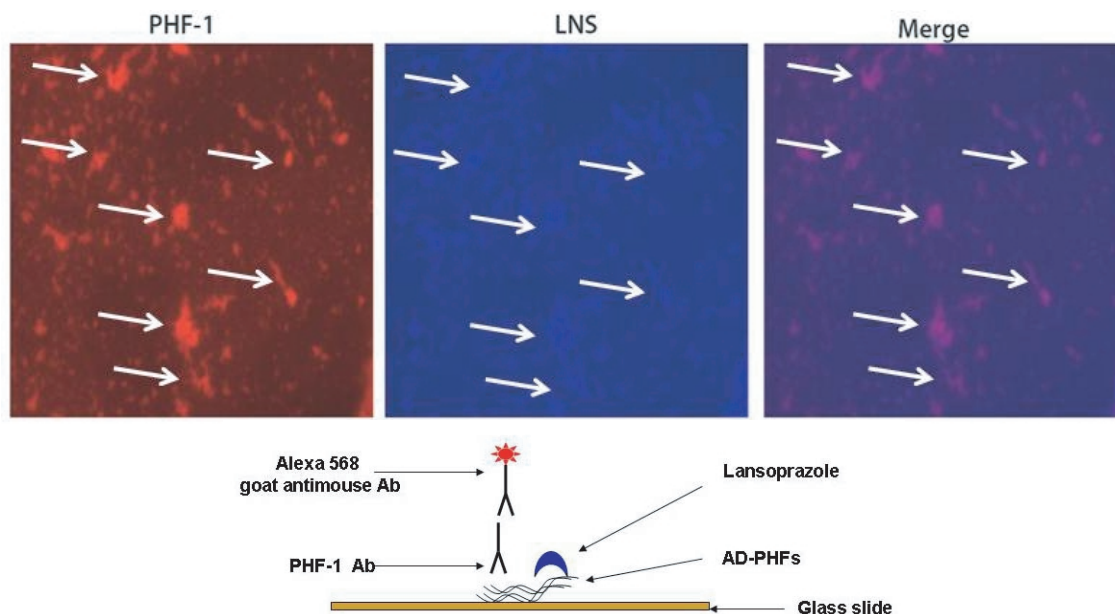 PHF-1
LNS
Merge
Alexa 568
goat antimouse Ab
Lansoprazole
PHF-1 Ab
AD-PHFs
Glass slide